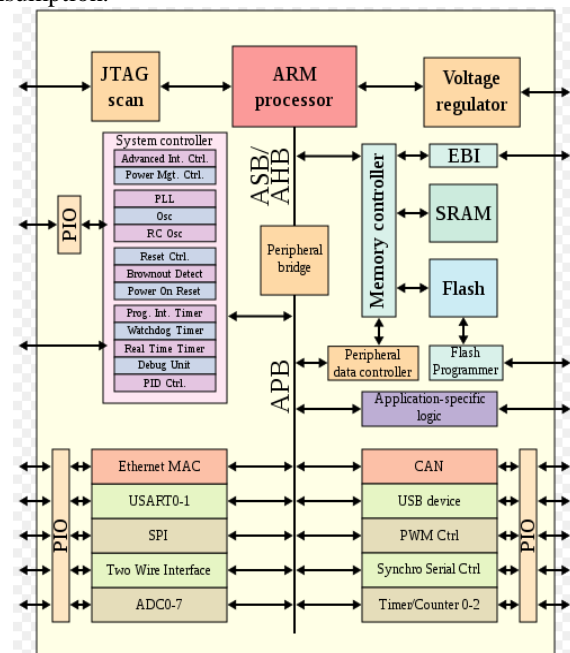 JTAG
scan
ARM
processor
Voltage
regulator
System controller
Advanced Int. Ctrl.
Power Mgt. Ctrl.
PLL
Osc
RC Osc
Reset Ctrl.
Brownout Detect
Power On Reset
Prog. Int. Timer
Watchdog Timer
Real Time Timer
Debug Unit
PID Ctrl.
PIO
ASB/
AHB
Peripheral
bridge
APB
Memory controller
EBI
SRAM
Flash
Peripheral
data controller
Flash
Programmer
Application-specific
logic
PIO
Ethernet MAC
USART0-1
SPI
Two Wire Interface
ADC0-7
CAN
USB device
PWM Ctrl
Synchro Serial Ctrl
Timer/Counter 0-2
PIO